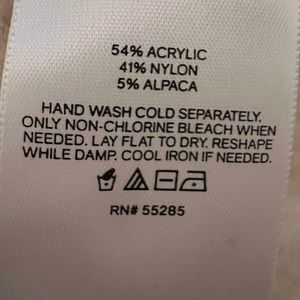 54% ACRYLIC
41% NYLON
5% ALPACA
HAND WASH COLD SEPARATELY.
ONLY NON-CHLORINE BLEACH WHEN
NEEDED. LAY FLAT TO DRY. RESHAPE
WHILE DAMP. COOL IRON IF NEEDED.
RN# 55285